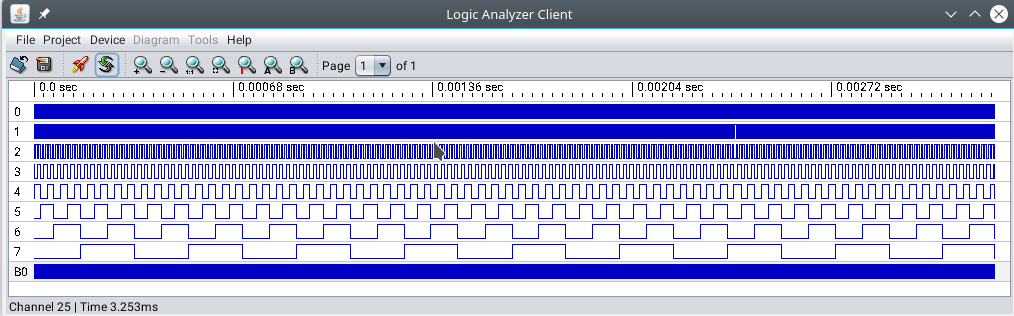 Logic Analyzer Client
File Project Device Diagram Tools Help
Page 1 of 1
0.0 sec 0.00068 sec 0.00136 sec 0.00204 sec 0.00272 sec
0
1
2
3
4
5
6
7
B0
Channel 25 | Time 3.253ms